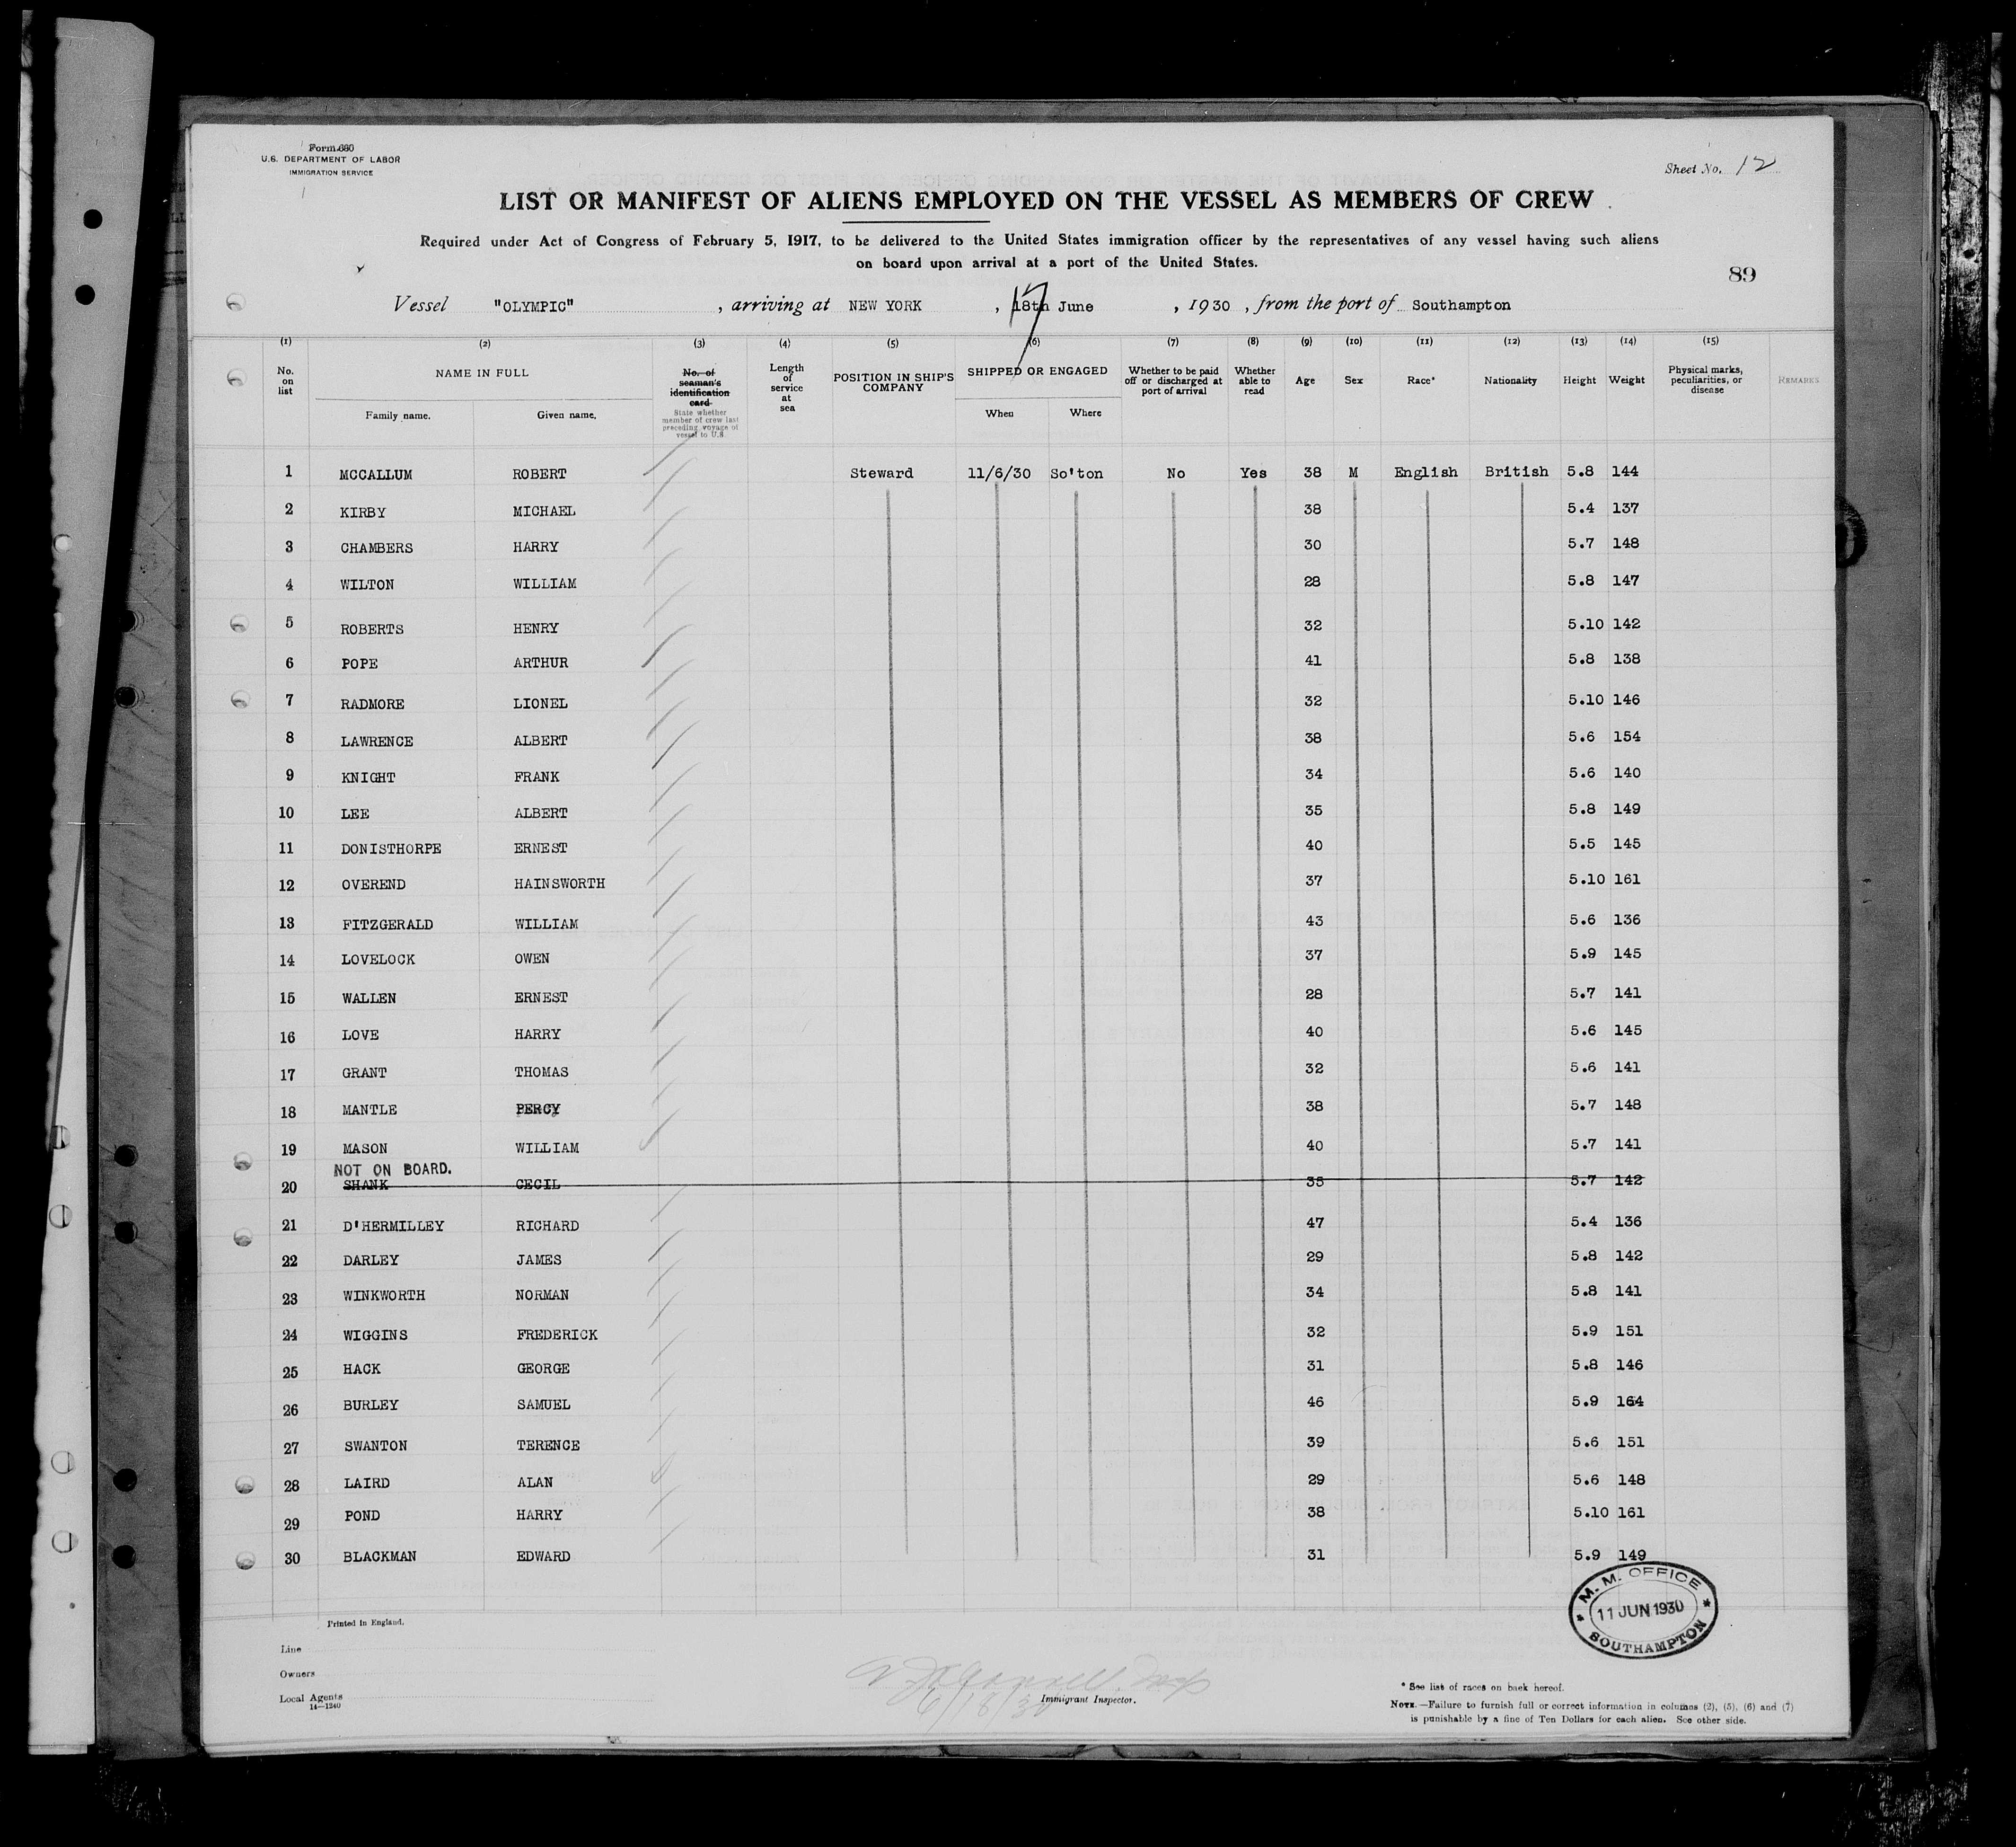 Form 680
U.S. DEPARTMENT OF LABOR
IMMIGRATION SERVICE
Sheet No. 12
LIST OR MANIFEST OF ALIENS EMPLOYED ON THE VESSEL AS MEMBERS OF CREW
Required under Act of Congress of February 5, 1917, to be delivered to the United States immigration officer by the representatives of any vessel having such aliens
on board upon arrival at a port of the United States.
89
Vessel "OLYMPIC", arriving at NEW YORK, 17 18th June, 1930, from the port of Southampton
(1) (2) (3) (4) (5) (6) (7) (8) (9) (10) (11) (12) (13) (14) (15)
No. on list
NAME IN FULL
Family name. Given name.
No. of seaman's identification card
State whether member of crew last preceding voyage of vessel to U.S.
Length of service at sea
POSITION IN SHIP'S COMPANY
SHIPPED OR ENGAGED
When Where
Whether to be paid off or discharged at port of arrival
Whether able to read
Age
Sex
Race*
Nationality
Height
Weight
Physical marks, peculiarities, or disease
REMARKS
1 MCCALLUM ROBERT Steward 11/6/30 So'ton No Yes 38 M English British 5.8 144
2 KIRBY MICHAEL 38 5.4 137
3 CHAMBERS HARRY 30 5.7 148
4 WILTON WILLIAM 28 5.8 147
5 ROBERTS HENRY 32 5.10 142
6 POPE ARTHUR 41 5.8 138
7 RADMORE LIONEL 32 5.10 146
8 LAWRENCE ALBERT 38 5.6 154
9 KNIGHT FRANK 34 5.6 140
10 LEE ALBERT 35 5.8 149
11 DONISTHORPE ERNEST 40 5.5 145
12 OVEREND HAINSWORTH 37 5.10 161
13 FITZGERALD WILLIAM 43 5.6 136
14 LOVELOCK OWEN 37 5.9 145
15 WALLEN ERNEST 28 5.7 141
16 LOVE HARRY 40 5.6 145
17 GRANT THOMAS 32 5.6 141
18 MANTLE PERCY 38 5.7 148
19 MASON WILLIAM 40 5.7 141
NOT ON BOARD.
20 SHANK CECIL 35 5.7 142
21 D'HERMILLEY RICHARD 47 5.4 136
22 DARLEY JAMES 29 5.8 142
23 WINKWORTH NORMAN 34 5.8 141
24 WIGGINS FREDERICK 32 5.9 151
25 HACK GEORGE 31 5.8 146
26 BURLEY SAMUEL 46 5.9 164
27 SWANTON TERENCE 39 5.6 151
28 LAIRD ALAN 29 5.6 148
29 POND HARRY 38 5.10 161
30 BLACKMAN EDWARD 31 5.9 149
M. M. OFFICE
11 JUN 1930
SOUTHAMPTON
Printed in England.
Line
Owners
Local Agents
14—1240
6/18/30
Immigrant Inspector.
* See list of races on back hereof.
NOTE.—Failure to furnish full or correct information in columns (2), (5), (6) and (7)
is punishable by a fine of Ten Dollars for each alien. See other side.